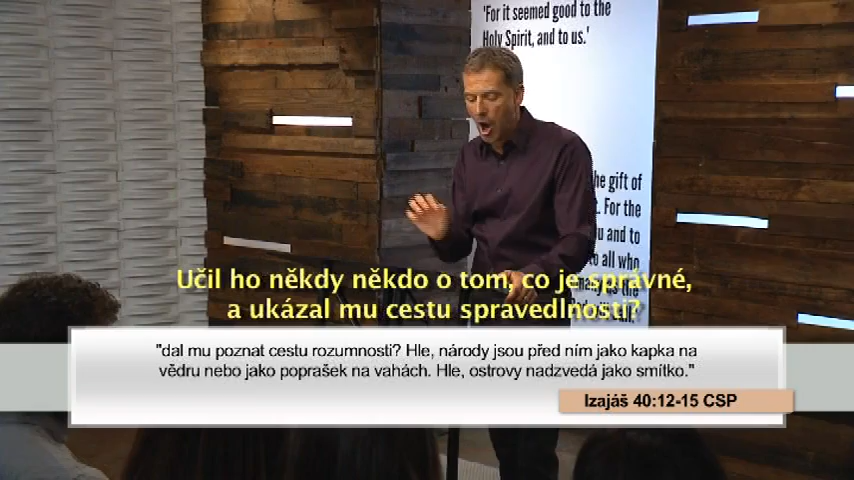 'For it seemed good to the
Holy Spirit, and to us.'
the gift of
For the
and to
to all who
Učil ho někdy někdo o tom, co je správné,
a ukázal mu cestu spravedlnosti?
"dal mu poznat cestu rozumnosti? Hle, národy jsou před ním jako kapka na
vědru nebo jako poprašek na vahách. Hle, ostrovy nadzvedá jako smítko."
Izajáš 40:12-15 CSP